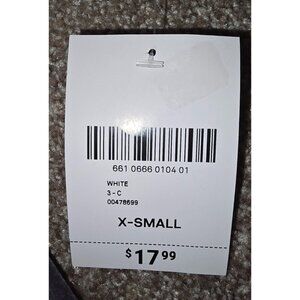 661 0666 0104 01
WHITE
3 - C
00478699
X-SMALL
$17.99